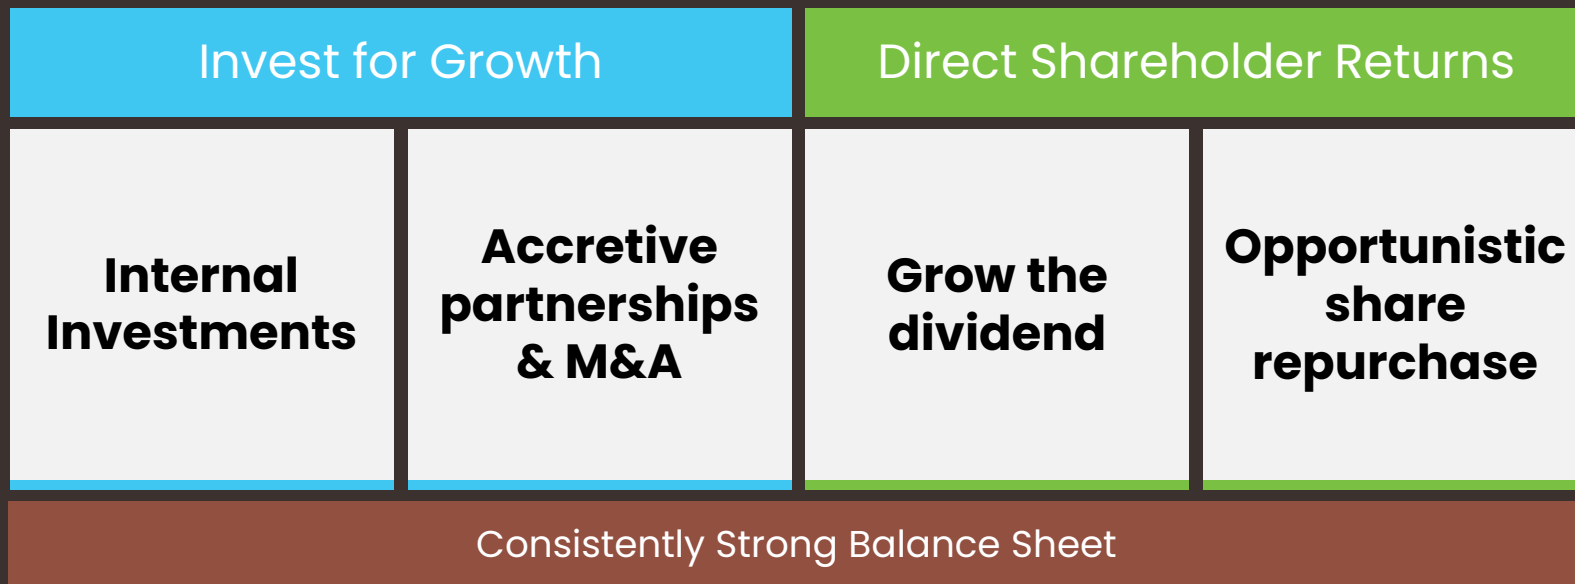 Invest for Growth
Direct Shareholder Returns
Internal
Investments
Accretive
partnerships
& M&A
Grow the
dividend
Opportunistic
share
repurchase
Consistently Strong Balance Sheet